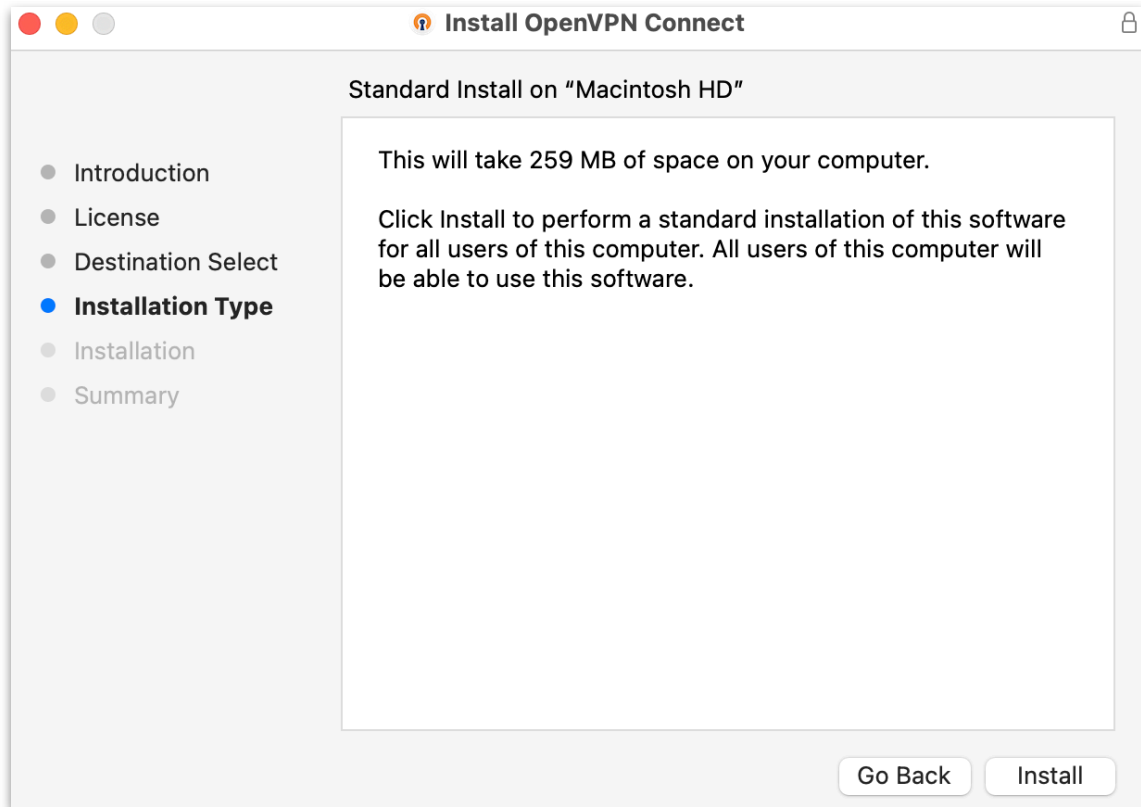 Install OpenVPN Connect
Standard Install on “Macintosh HD”
Introduction
License
Destination Select
Installation Type
Installation
Summary
This will take 259 MB of space on your computer.
Click Install to perform a standard installation of this software
for all users of this computer. All users of this computer will
be able to use this software.
Go Back
Install